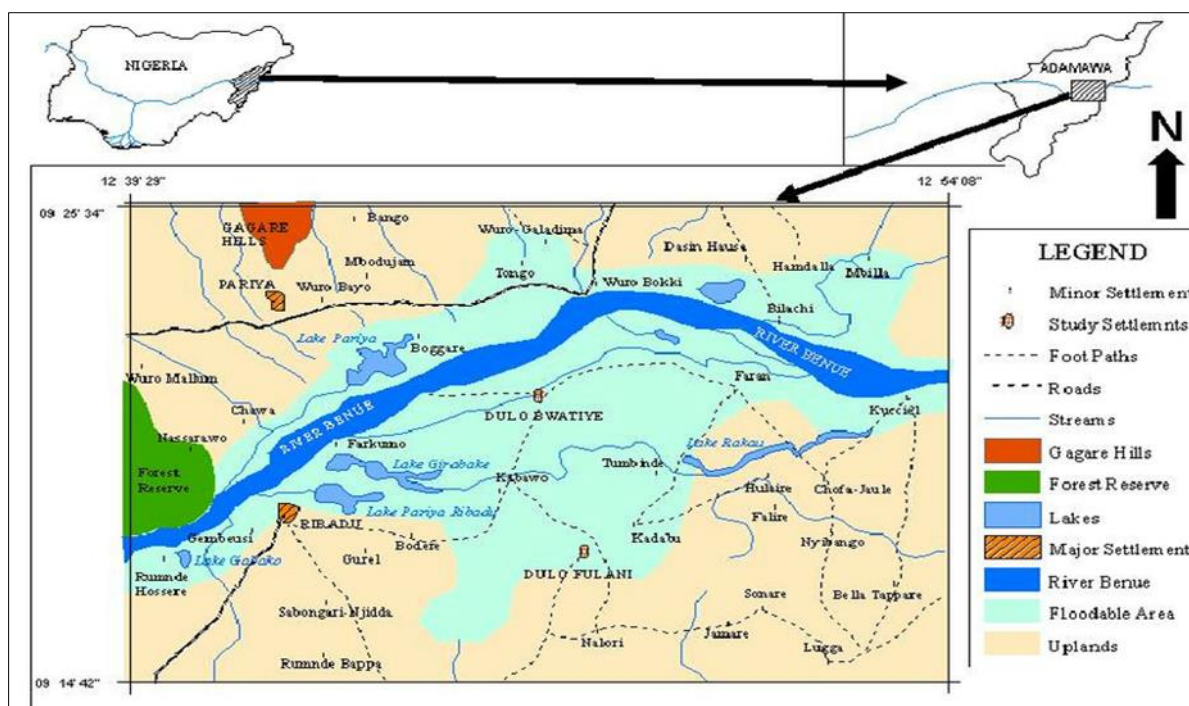 NIGERIA
ADAMAWA
N
12 39'29"
12 54'08"
09 25'34"
09 14'42"
GAGARE
HILLS
Bango
Wuro-Galadima
Dasin Hausa
Hamdalla
Mbilla
Mbodujam
Tongo
PARIYA
Wuro Bayo
Wuro Bokki
Bilachi
Lake Pariya
Boggare
RIVER BENUE
Wuro Mallum
Faran
Chawa
DULO BWATIYE
Kucciel
Nassarawo
RIVER BENUE
Farkumo
Lake Rakau
Forest
Reserve
Lake Girabake
Tumbinde
Kabawo
Hulaire
Chofa-Jaule
Lake Pariya Ribadu
RIBADU
Falire
Gembeusi
Bodere
Kadabu
Nyibango
Lake Gabako
Gurel
DULO FULANI
Rumnde
Hossere
Sonare
Bella Tappare
Sabongari-Njidda
Jamare
Nalori
Lugga
Rumnde Bappa
LEGEND
Minor Settlement
Study Settlemnts
Foot Paths
Roads
Streams
Gagare Hills
Forest Reserve
Lakes
Major Settlement
River Benue
Floodable Area
Uplands